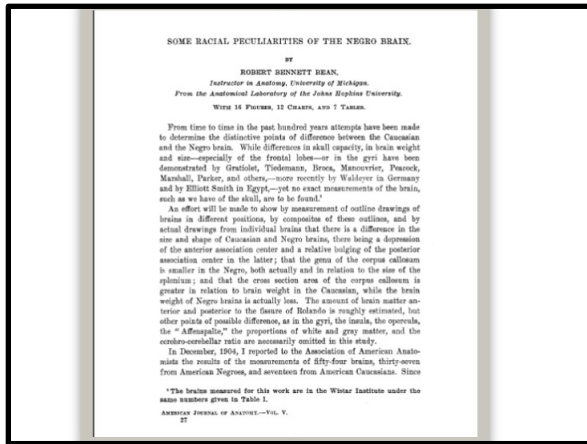 SOME RACIAL PECULIARITIES OF THE NEGRO BRAIN.
BY
ROBERT BENNETT BEAN,
Instructor in Anatomy, University of Michigan.
From the Anatomical Laboratory of the Johns Hopkins University.
WITH 16 FIGURES, 12 CHARTS, AND 7 TABLES.
From time to time in the past hundred years attempts have been made
to determine the distinctive points of difference between the Caucasian
and the Negro brain. While differences in skull capacity, in brain weight
and size—especially of the frontal lobes—or in the gyri have been
demonstrated by Gratiolet, Tiedemann, Broca, Manouvrier, Peacock,
Marshall, Parker, and others,—more recently by Waldeyer in Germany
and by Elliott Smith in Egypt,—yet no exact measurements of the brain,
such as we have of the skull, are to be found.¹
An effort will be made to show by measurement of outline drawings of
brains in different positions, by composites of these outlines, and by
actual drawings from individual brains that there is a difference in the
size and shape of Caucasian and Negro brains, there being a depression
of the anterior association center and a relative bulging of the posterior
association center in the latter; that the genu of the corpus callosum
is smaller in the Negro, both actually and in relation to the size of the
splenium; and that the cross section area of the corpus callosum is
greater in relation to brain weight in the Caucasian, while the brain
weight of Negro brains is actually less. The amount of brain matter an-
terior and posterior to the fissure of Rolando is roughly estimated, but
other points of possible difference, as in the gyri, the insula, the opercula,
the "Affenspalte," the proportions of white and gray matter, and the
cerebro-cerebellar ratio are necessarily omitted in this study.
In December, 1904, I reported to the Association of American Anato-
mists the results of the measurements of fifty-four brains, thirty-seven
from American Negroes, and seventeen from American Caucasians. Since
¹The brains measured for this work are in the Wistar Institute under the
same numbers given in Table I.
AMERICAN JOURNAL OF ANATOMY.—VOL. V.
27